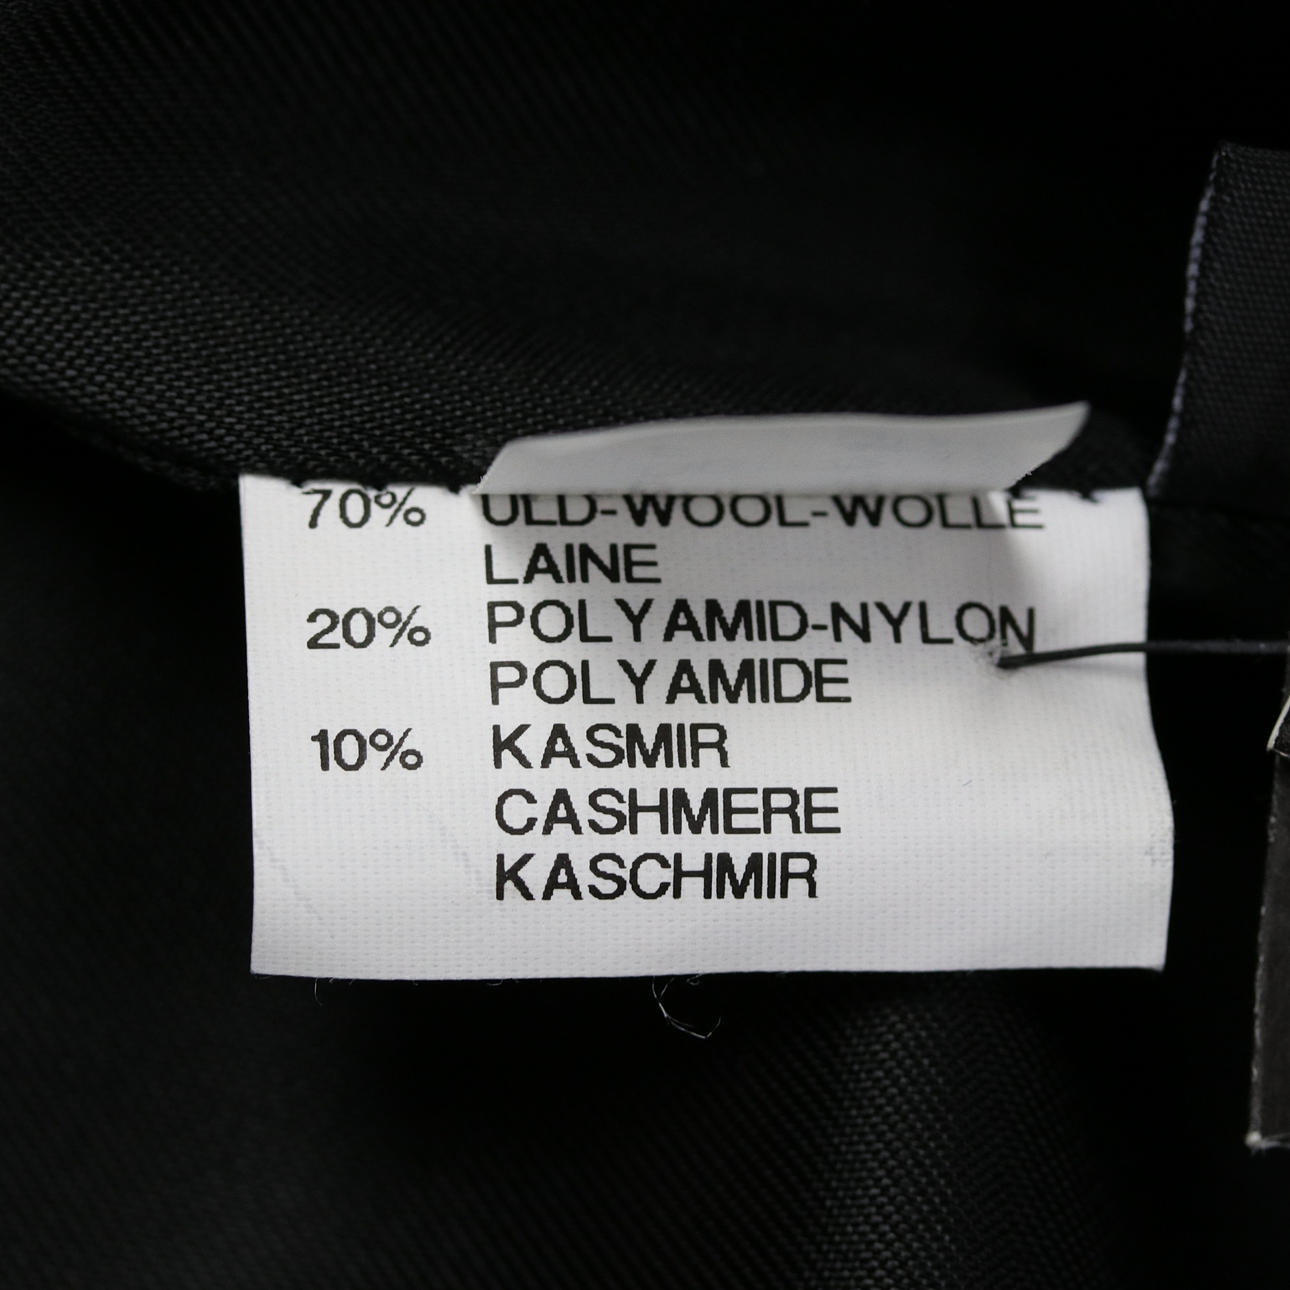 70% ULD-WOOL-WOLLE
LAINE
20% POLYAMID-NYLON
POLYAMIDE
10% KASMIR
CASHMERE
KASCHMIR